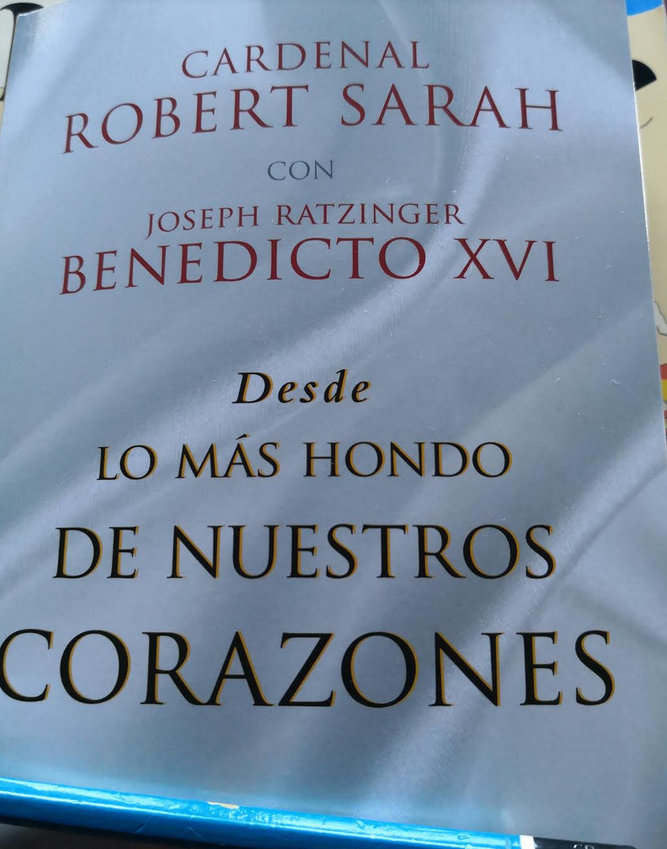 CARDENAL
ROBERT SARAH
CON
JOSEPH RATZINGER
BENEDICTO XVI
Desde
LO MÁS HONDO
DE NUESTROS
CORAZONES